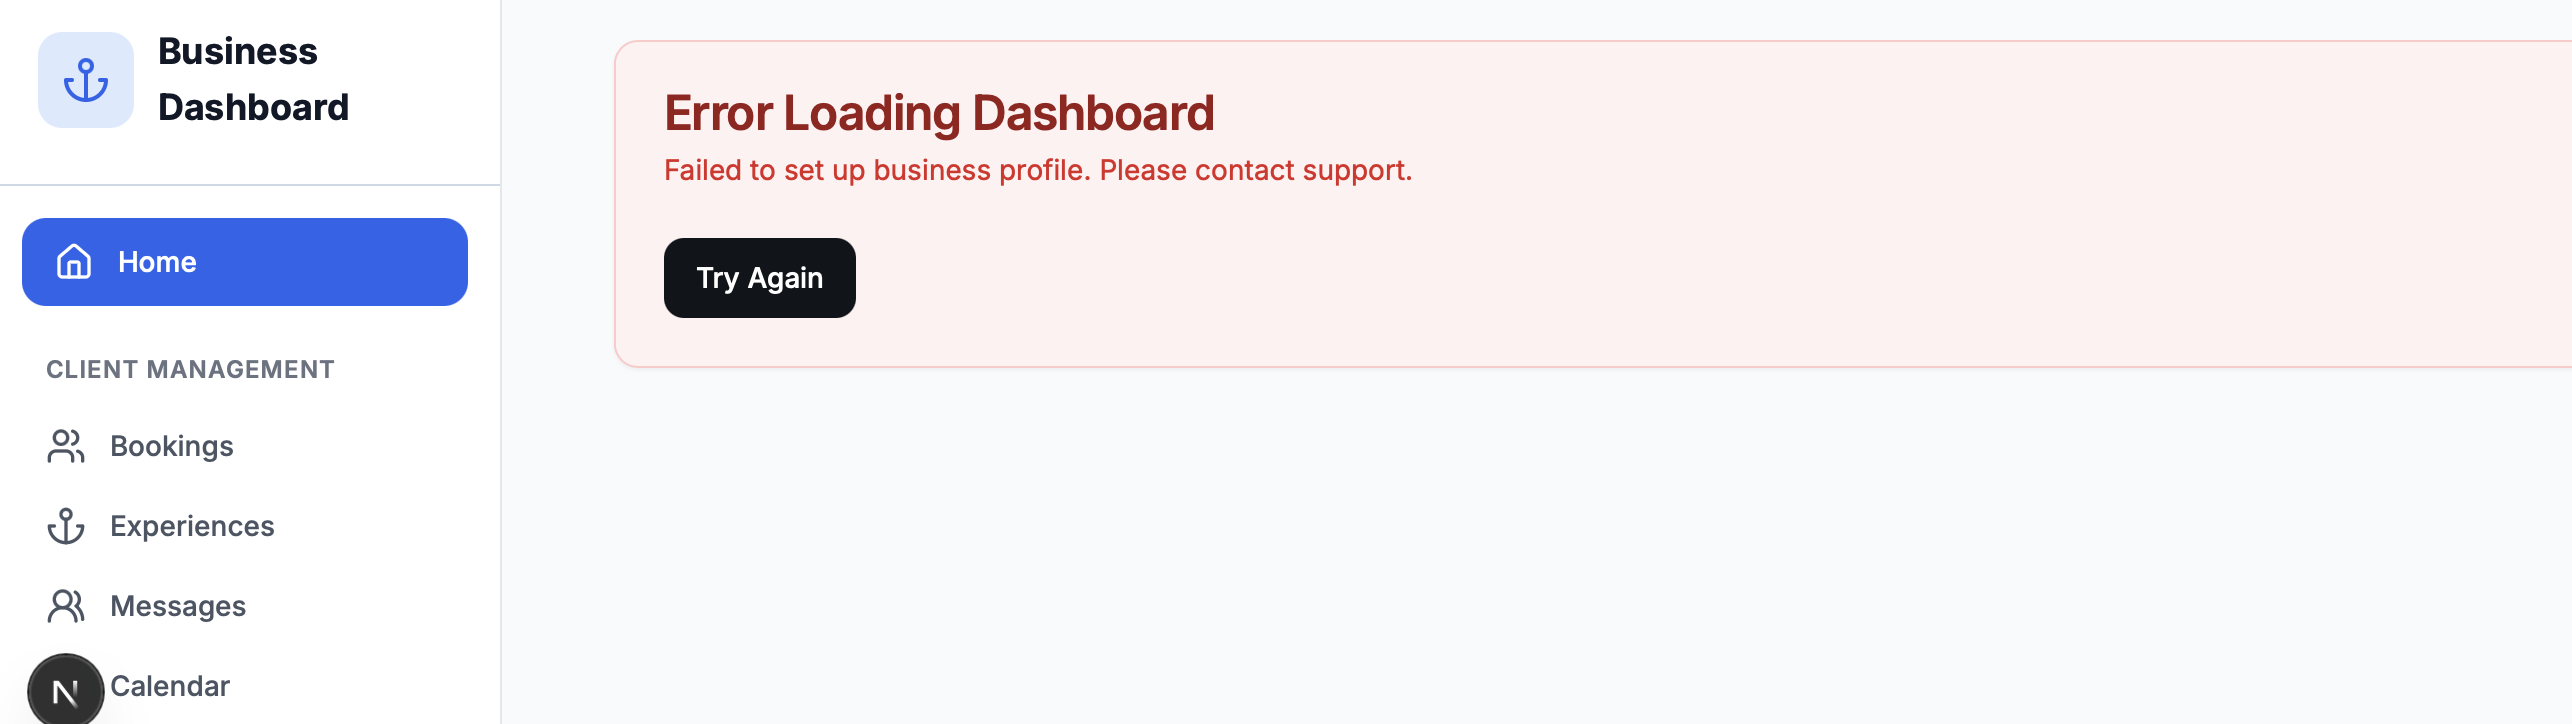 Business
Dashboard
Home
CLIENT MANAGEMENT
Bookings
Experiences
Messages
Calendar
N
Error Loading Dashboard
Failed to set up business profile. Please contact support.
Try Again